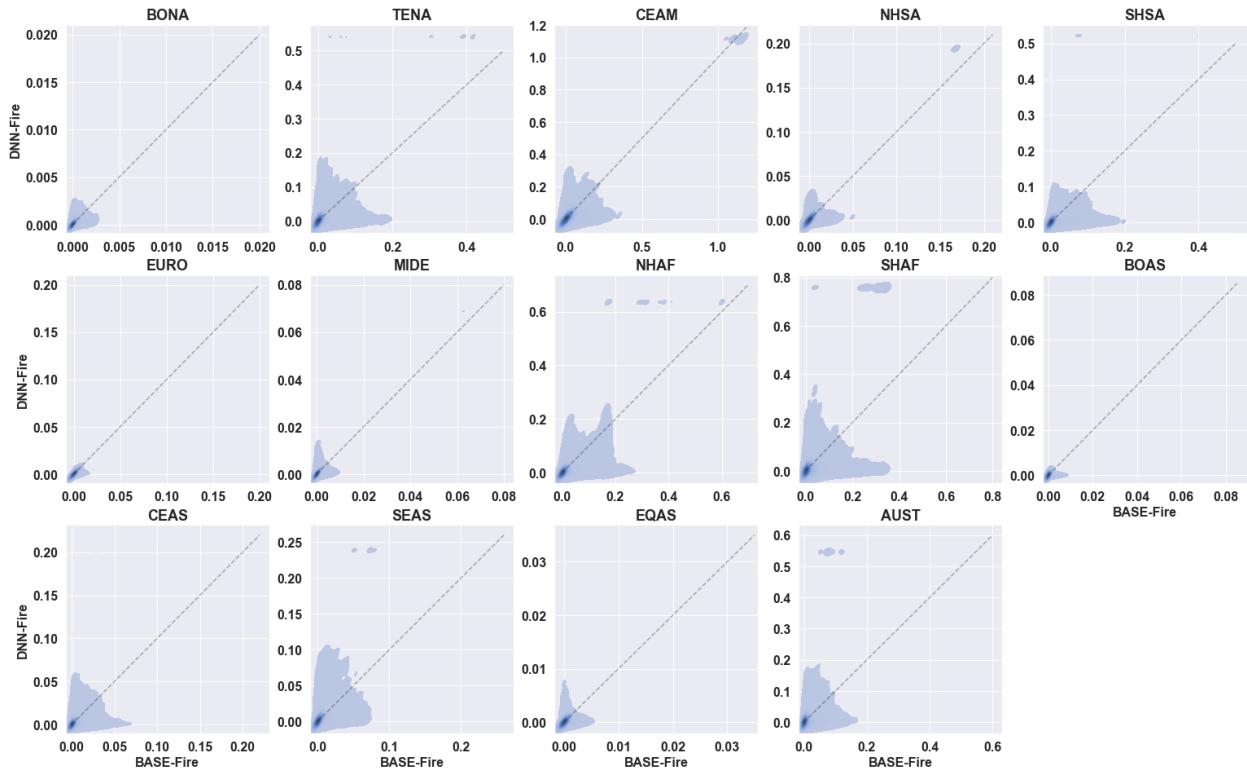 BONA TENA CEAM NHSA SHSA
DNN-Fire
0.020 0.015 0.010 0.005 0.000
0.5 0.4 0.3 0.2 0.1 0.0
1.2 1.0 0.8 0.6 0.4 0.2 0.0
0.20 0.15 0.10 0.05 0.00
0.5 0.4 0.3 0.2 0.1 0.0
0.000 0.005 0.010 0.015 0.020
0.0 0.2 0.4
0.0 0.5 1.0
0.00 0.05 0.10 0.15 0.20
0.0 0.2 0.4
EURO MIDE NHAF SHAF BOAS
DNN-Fire
0.20 0.15 0.10 0.05 0.00
0.08 0.06 0.04 0.02 0.00
0.6 0.4 0.2 0.0
0.8 0.6 0.4 0.2 0.0
0.08 0.06 0.04 0.02 0.00
0.00 0.05 0.10 0.15 0.20
0.00 0.02 0.04 0.06 0.08
0.0 0.2 0.4 0.6
0.0 0.2 0.4 0.6 0.8
0.00 0.02 0.04 0.06 0.08
BASE-Fire
CEAS SEAS EQAS AUST
DNN-Fire
0.20 0.15 0.10 0.05 0.00
0.25 0.20 0.15 0.10 0.05 0.00
0.03 0.02 0.01 0.00
0.6 0.5 0.4 0.3 0.2 0.1 0.0
0.00 0.05 0.10 0.15 0.20
0.0 0.1 0.2
0.00 0.01 0.02 0.03
0.0 0.2 0.4 0.6
BASE-Fire BASE-Fire BASE-Fire BASE-Fire